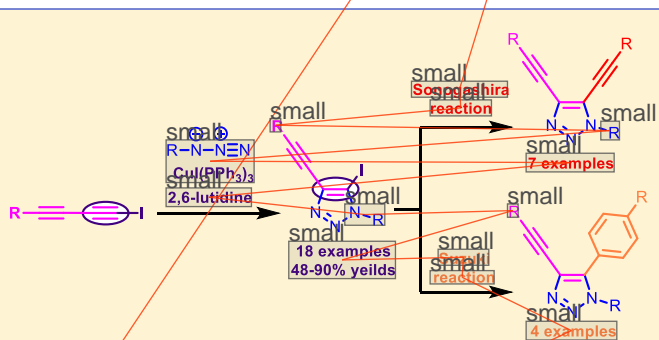 R
R
small
small
Sonogashira
small
reaction
small
small
N
N
N
R
small
R–N–N≡N
small
CuI(PPh3)3
small
2,6-lutidine
R
I
7 examples
R
I
small
N
N
N
R
small
18 examples
48-90% yeilds
small
R
R
small
small
reaction
N
N
N
R
small
4 examples